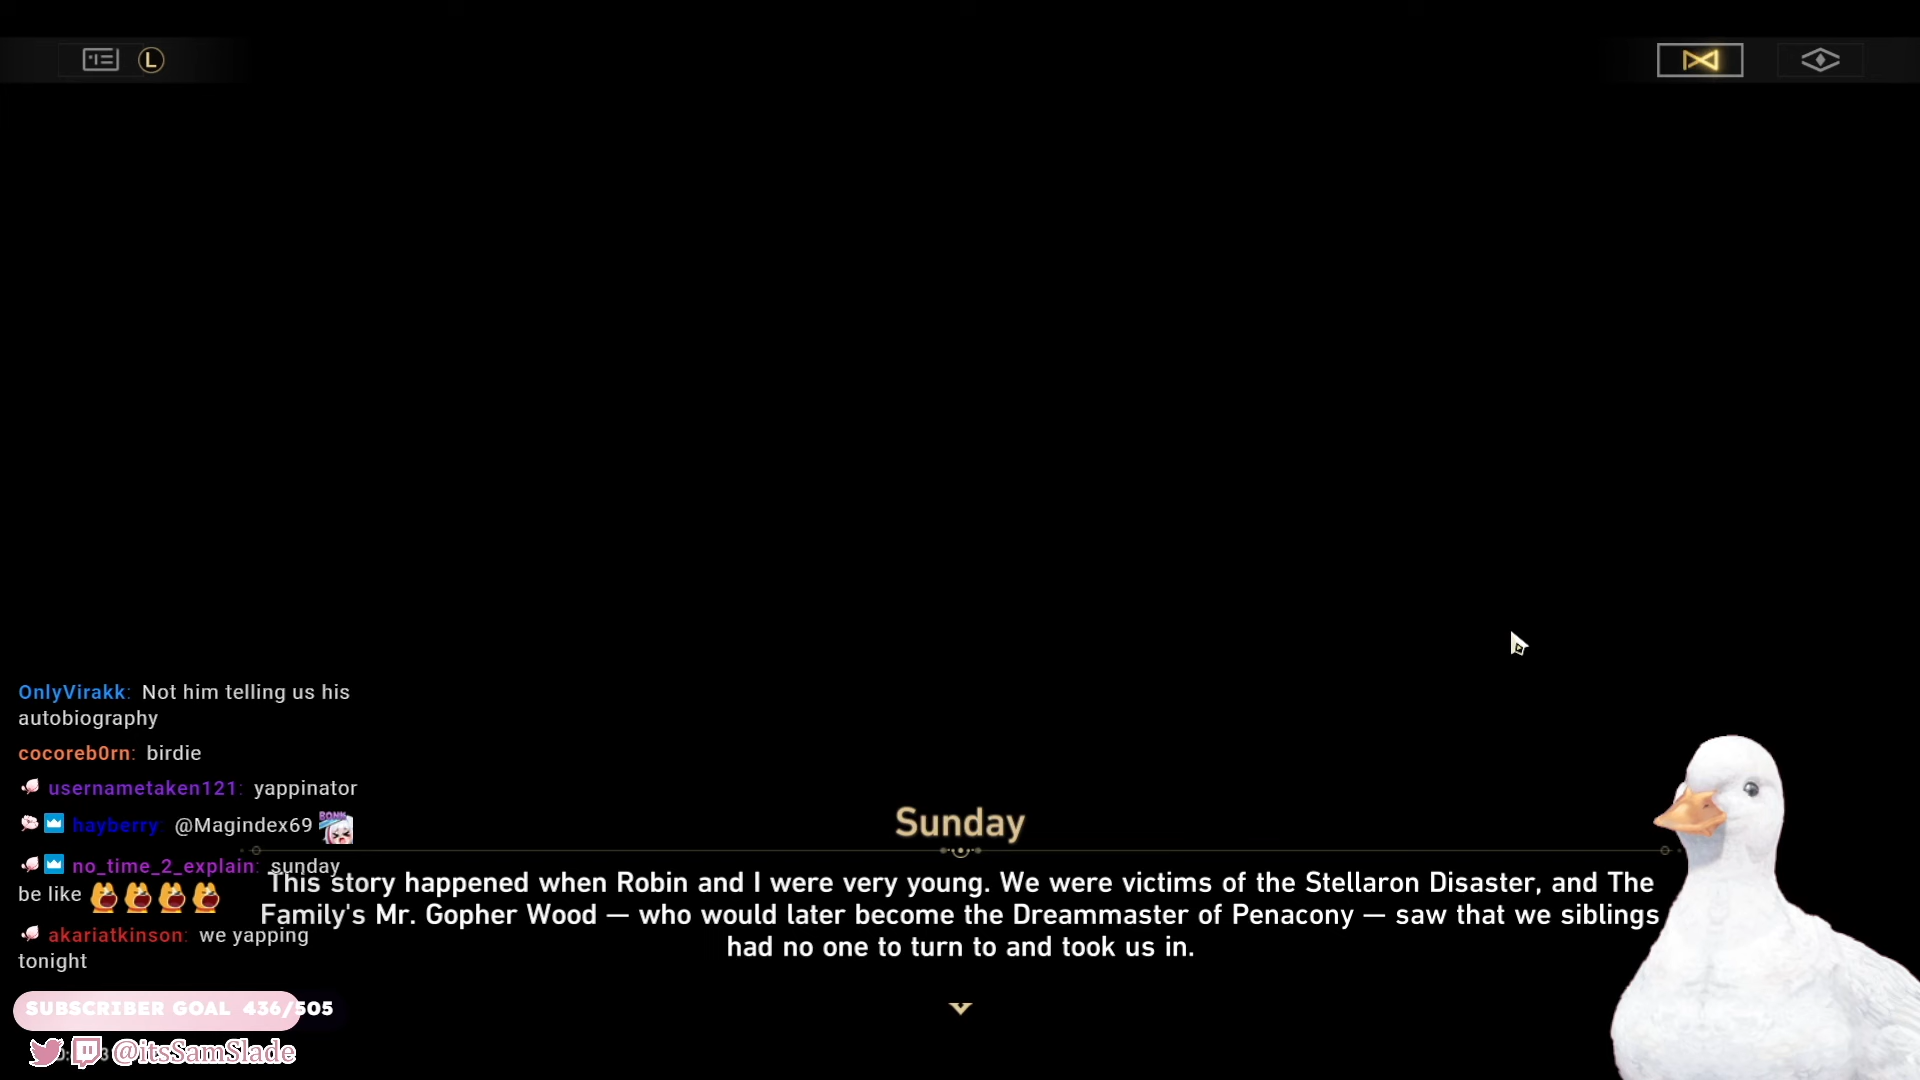 L
OnlyVirakk: Not him telling us his
autobiography
cocoreb0rn: birdie
usernametaken121: yappinator
hayberry: @Magindex69
no_time_2_explain: sunday
be like
akariatkinson: we yapping
tonight
Sunday
This story happened when Robin and I were very young. We were victims of the Stellaron Disaster, and The
Family's Mr. Gopher Wood — who would later become the Dreammaster of Penacony — saw that we siblings
had no one to turn to and took us in.
SUBSCRIBER GOAL 436/505
@itsSamSlade